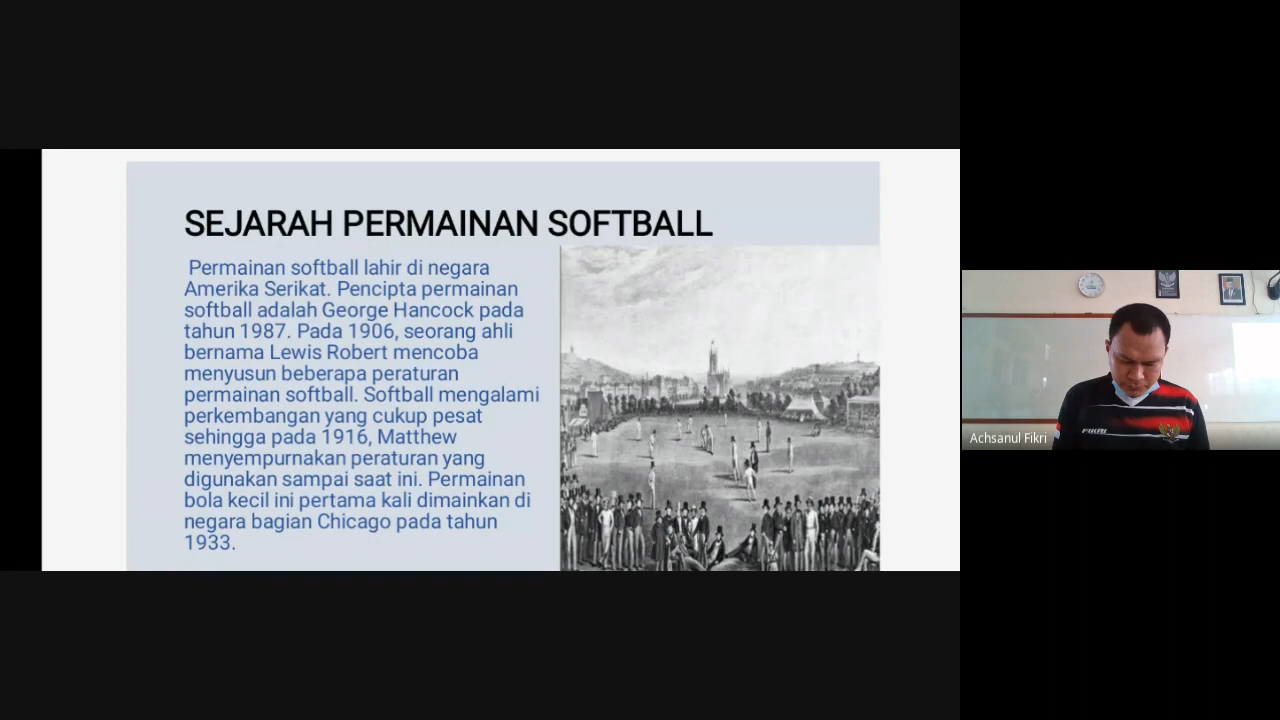 SEJARAH PERMAINAN SOFTBALL
Permainan softball lahir di negara
Amerika Serikat. Pencipta permainan
softball adalah George Hancock pada
tahun 1987. Pada 1906, seorang ahli
bernama Lewis Robert mencoba
menyusun beberapa peraturan
permainan softball. Softball mengalami
perkembangan yang cukup pesat
sehingga pada 1916, Matthew
menyempurnakan peraturan yang
digunakan sampai saat ini. Permainan
bola kecil ini pertama kali dimainkan di
negara bagian Chicago pada tahun
1933.
FIKRI
Achsanul Fikri